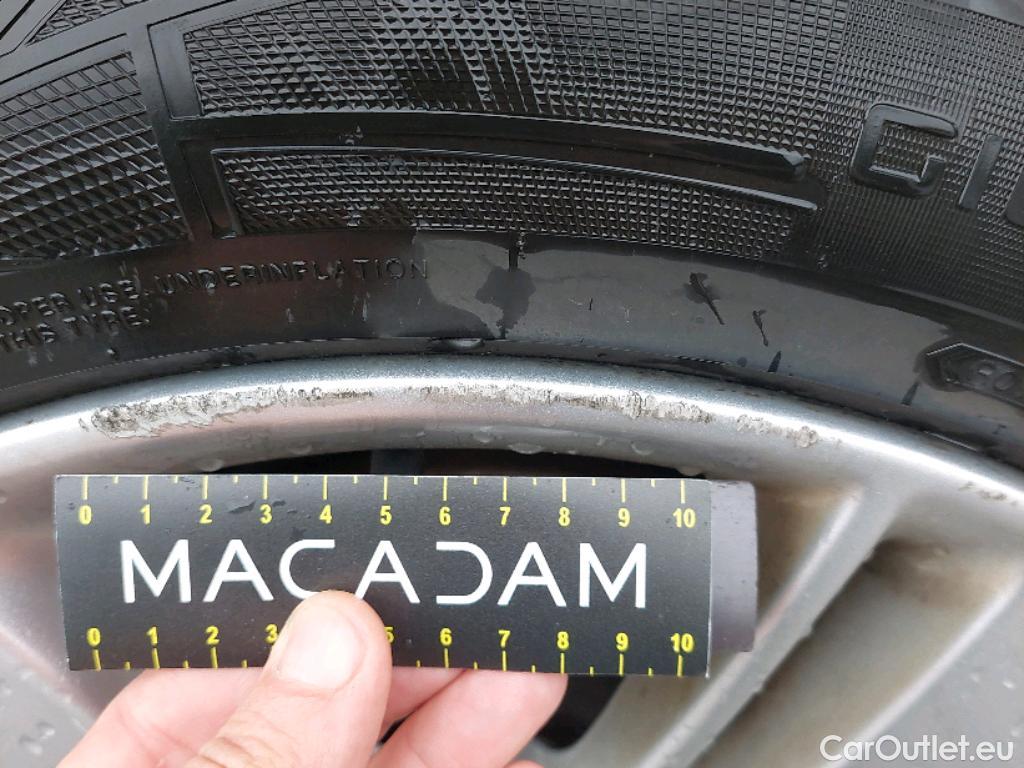 GI
OPER USE, UNDERINFLATION
THIS TYPE.
0 1 2 3 4 5 6 7 8 9 10
MACADAM
0 1 2 3 5 6 7 8 9 10
CarOutlet.eu